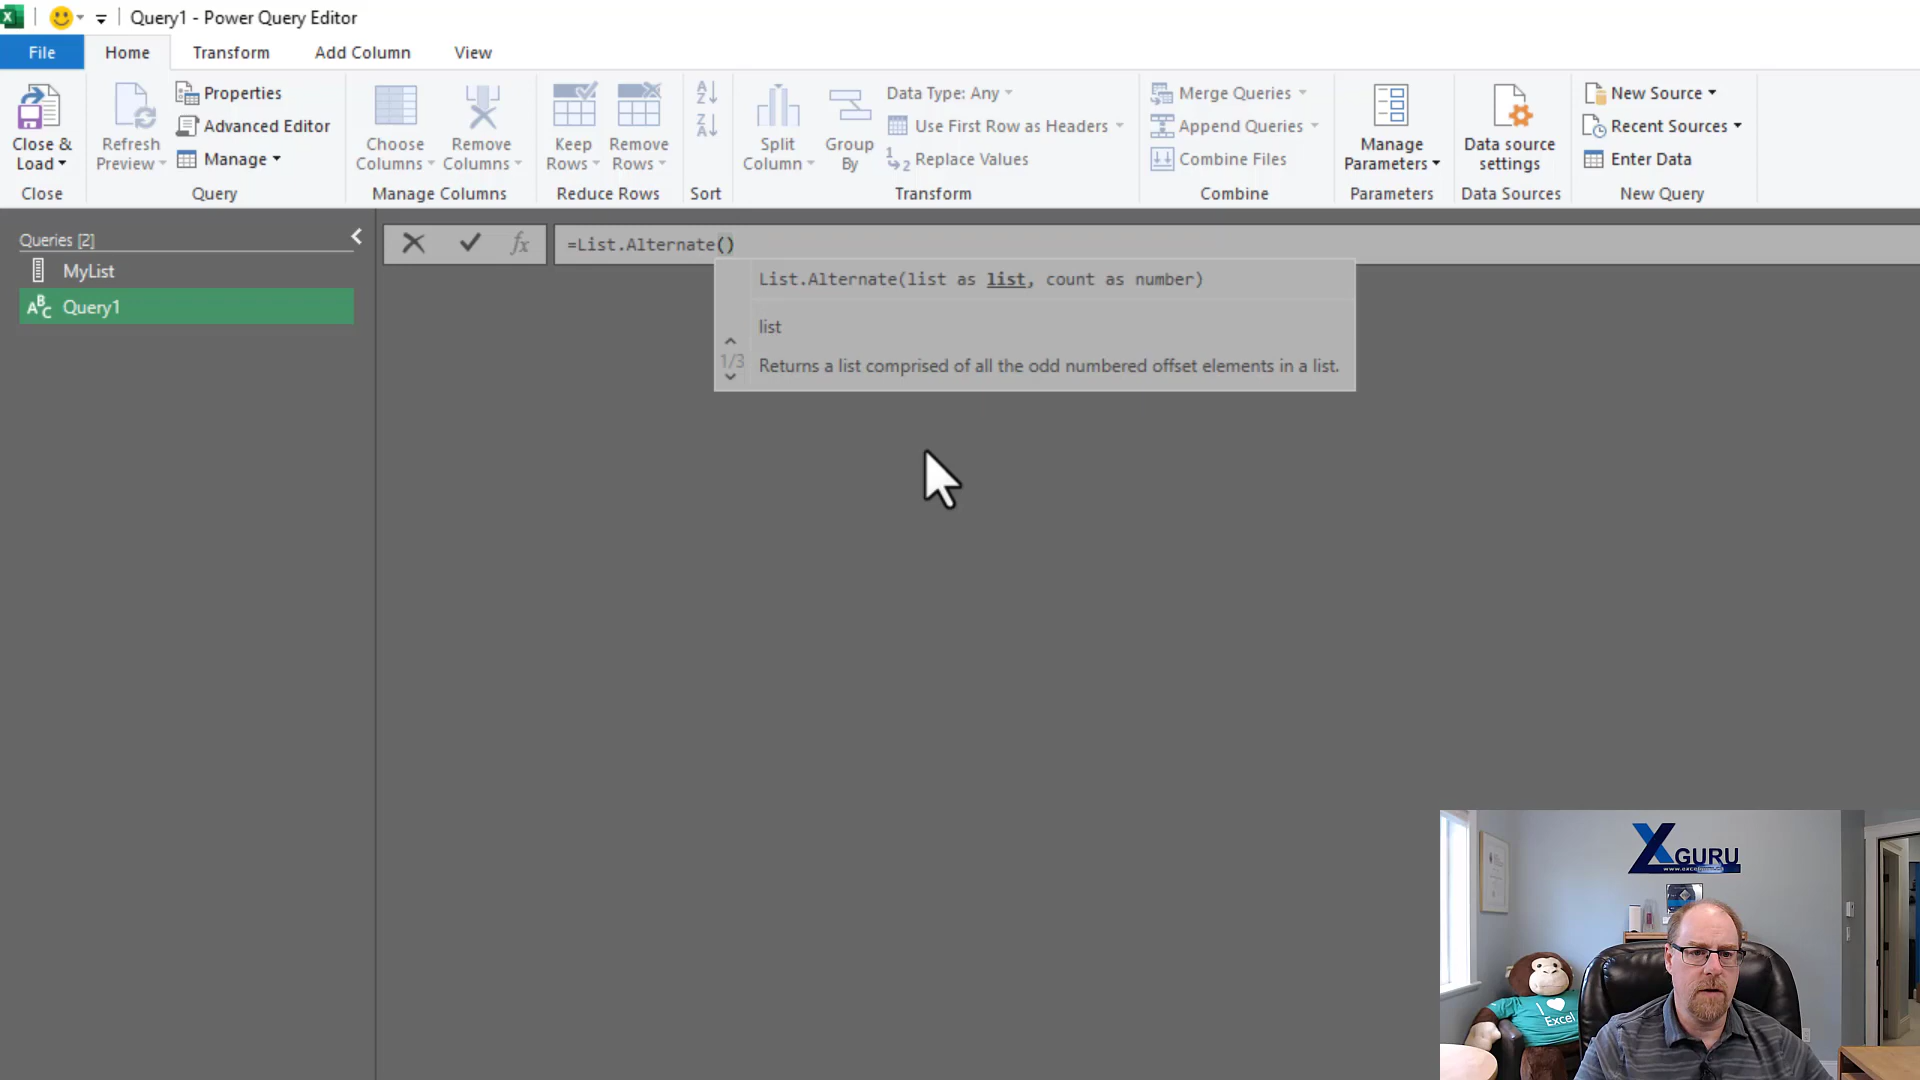 Query1 - Power Query Editor
File Home Transform Add Column View
Close & Load
Refresh Preview
Properties
Advanced Editor
Manage
Choose Columns
Remove Columns
Keep Rows
Remove Rows
A Z
Z A
Split Column
Group By
Data Type: Any
Use First Row as Headers
1 2 Replace Values
Merge Queries
Append Queries
Combine Files
Manage Parameters
Data source settings
New Source
Recent Sources
Enter Data
Close Query Manage Columns Reduce Rows Sort Transform Combine Parameters Data Sources New Query
Queries [2]
MyList
ABC Query1
fx =List.Alternate()
List.Alternate(list as list, count as number)
list
1/3
Returns a list comprised of all the odd numbered offset elements in a list.
X GURU
I
Excel